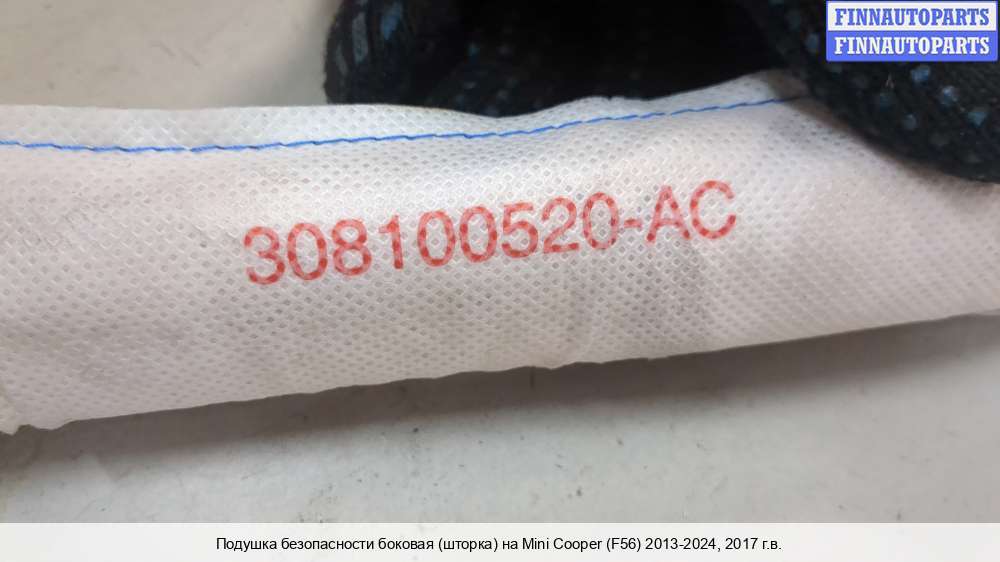 FINNAUTOPARTS
FINNAUTOPARTS
308100520-AC
Подушка безопасности боковая (шторка) на Mini Cooper (F56) 2013-2024, 2017 г.в.